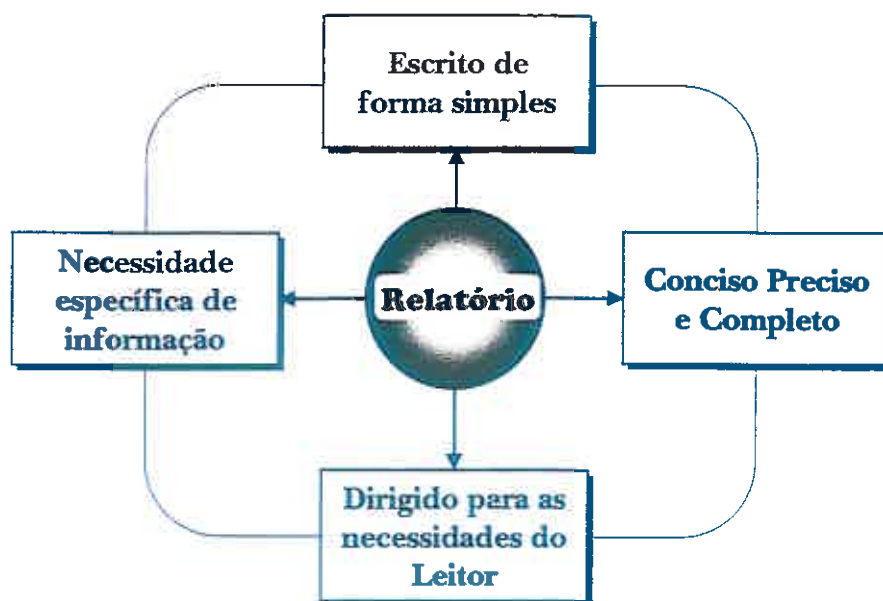 Escrito de
forma simples
Necessidade
específica de
informação
Relatório
Conciso Preciso
e Completo
Dirigido para as
necessidades do
Leitor